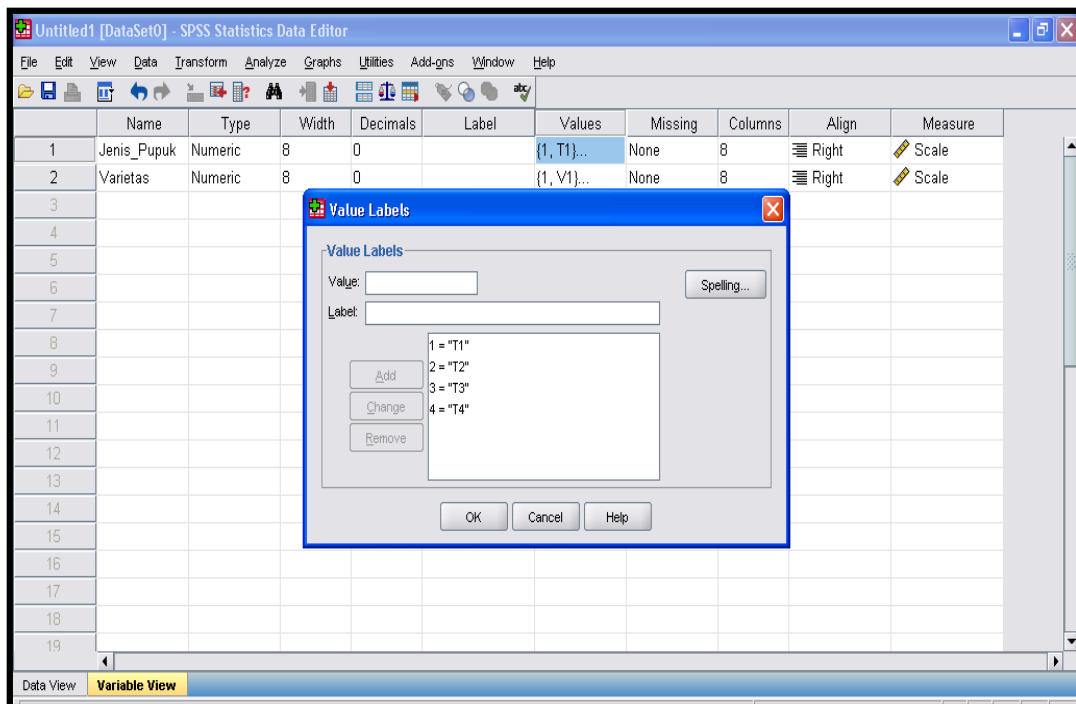 Untitled1 [DataSet0] - SPSS Statistics Data Editor
File Edit View Data Transform Analyze Graphs Utilities Add-ons Window Help
Name Type Width Decimals Label Values Missing Columns Align Measure
1 Jenis_Pupuk Numeric 8 0 {1, T1}... None 8 Right Scale
2 Varietas Numeric 8 0 {1, V1}... None 8 Right Scale
3
4
5
6
7
8
9
10
11
12
13
14
15
16
17
18
19
Value Labels
Value Labels
Value:
Spelling...
Label:
1 = "T1"
2 = "T2"
3 = "T3"
4 = "T4"
Add
Change
Remove
OK Cancel Help
Data View Variable View